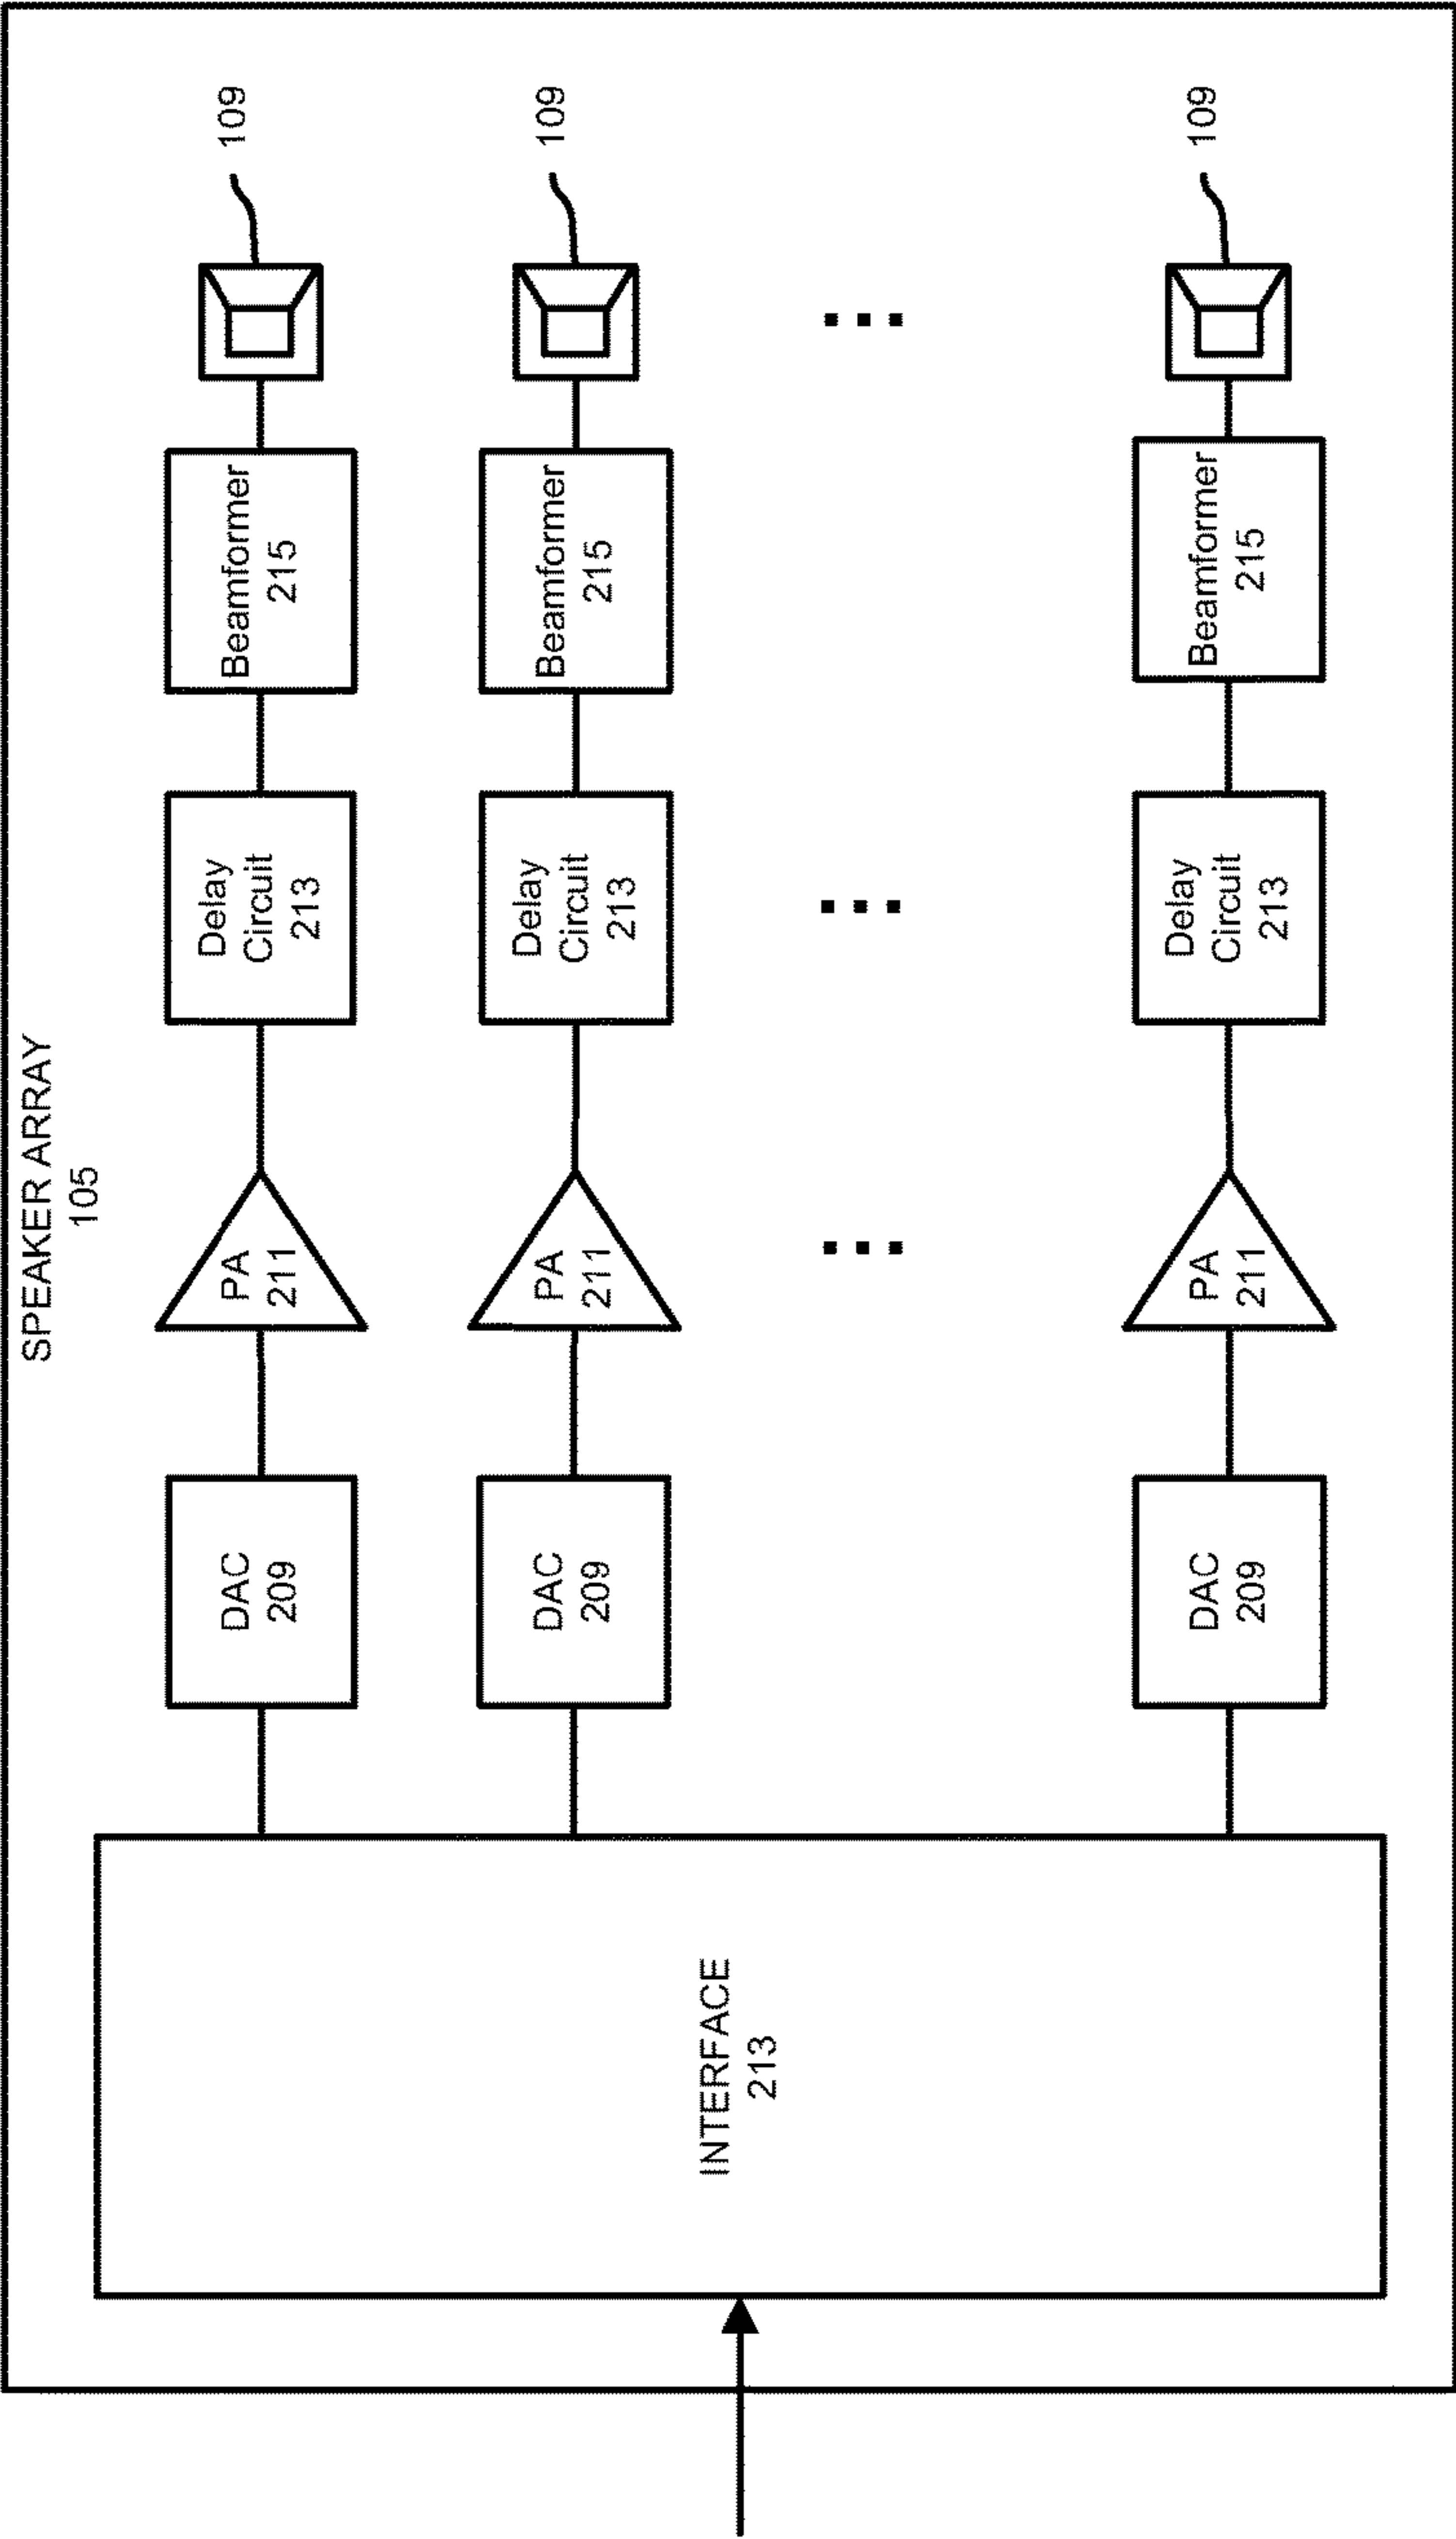 SPEAKER ARRAY
105
INTERFACE
213
DAC
209
PA
211
Delay
Circuit
213
Beamformer
215
109
DAC
209
PA
211
Delay
Circuit
213
Beamformer
215
109
DAC
209
PA
211
Delay
Circuit
213
Beamformer
215
109